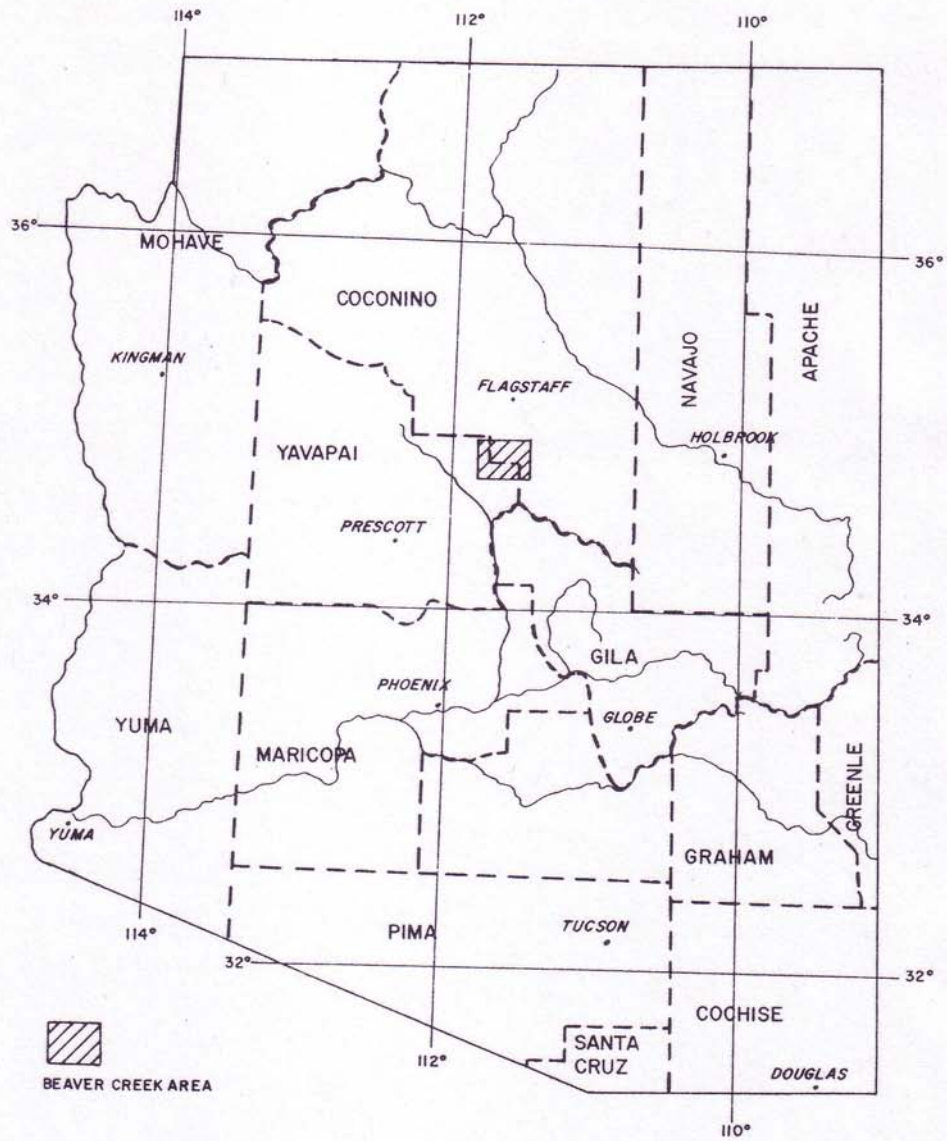 114°
112°
110°
36°
MOHAVE
36°
COCONINO
NAVAJO
APACHE
KINGMAN
FLAGSTAFF
HOLBROOK
YAVAPAI
PRESCOTT
34°
34°
GILA
PHOENIX
GLOBE
YUMA
MARICOPA
GREENLE
YUMA
GRAHAM
114°
PIMA
TUCSON
32°
32°
COCHISE
SANTA
CRUZ
112°
DOUGLAS
BEAVER CREEK AREA
110°